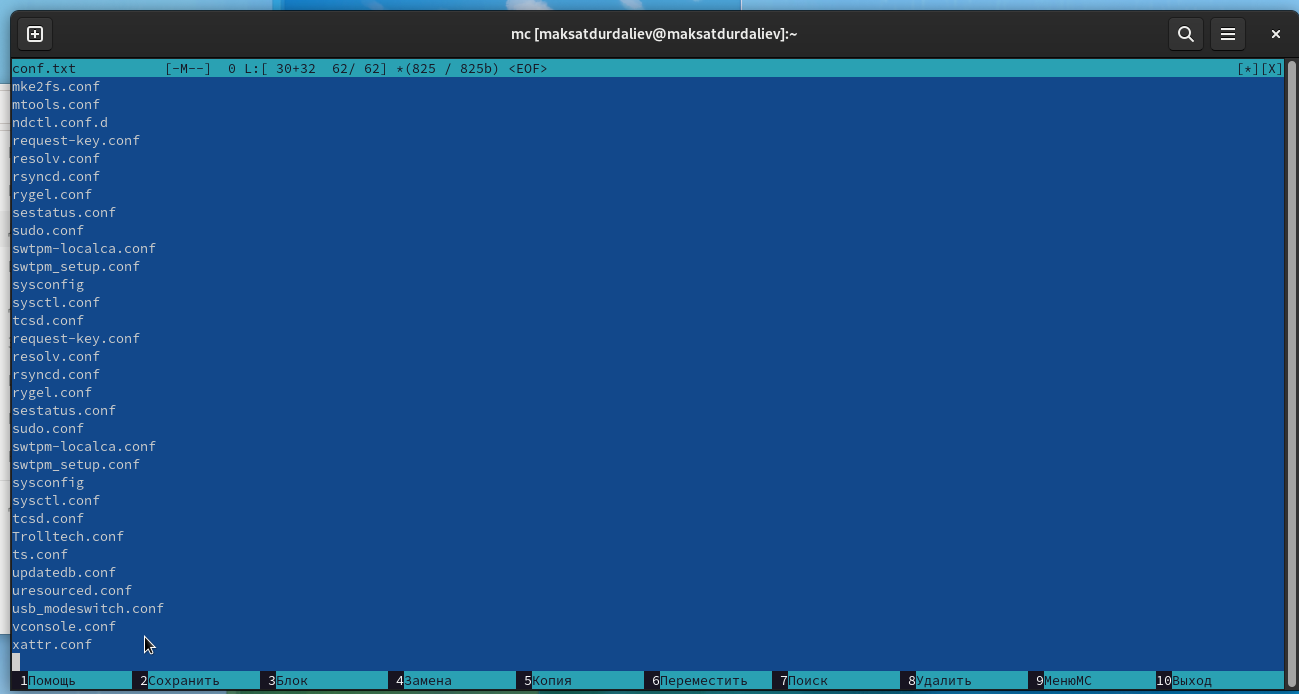 mc [maksatdurdaliev@maksatdurdaliev]:~
conf.txt [-M--] 0 L:[ 30+32 62/ 62] *(825 / 825b) <EOF> [*][X]
mke2fs.conf
mtools.conf
ndctl.conf.d
request-key.conf
resolv.conf
rsyncd.conf
rygel.conf
sestatus.conf
sudo.conf
swtpm-localca.conf
swtpm_setup.conf
sysconfig
sysctl.conf
tcsd.conf
request-key.conf
resolv.conf
rsyncd.conf
rygel.conf
sestatus.conf
sudo.conf
swtpm-localca.conf
swtpm_setup.conf
sysconfig
sysctl.conf
tcsd.conf
Trolltech.conf
ts.conf
updatedb.conf
uresourced.conf
usb_modeswitch.conf
vconsole.conf
xattr.conf
1Помощь 2Сохранить 3Блок 4Замена 5Копия 6Переместить 7Поиск 8Удалить 9МенюMC 10Выход